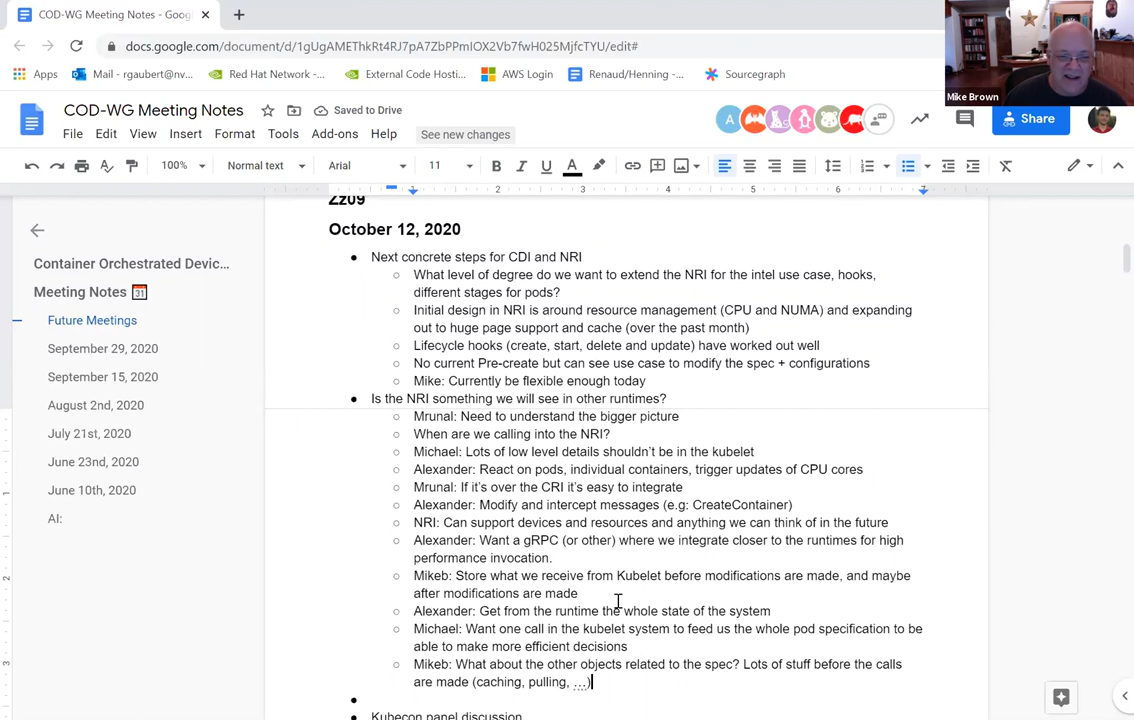 COD-WG Meeting Notes - Goog
docs.google.com/document/d/1gUgAMEThkRt4RJ7pA7ZbPPmIOX2Vb7fwH025MjfcTYU/edit#
Apps Mail - rgaubert@nv... Red Hat Network -... External Code Hosti... AWS Login Renaud/Henning -... Sourcegraph
Mike Brown
COD-WG Meeting Notes Saved to Drive
File Edit View Insert Format Tools Add-ons Help See new changes
A Share
100% Normal text Arial 11 B I U A
1 2 3 4 5 6 7
Zz09
October 12, 2020
Container Orchestrated Devic...
Meeting Notes 31
Future Meetings
September 29, 2020
September 15, 2020
August 2nd, 2020
July 21st, 2020
June 23nd, 2020
June 10th, 2020
AI:
● Next concrete steps for CDI and NRI
○ What level of degree do we want to extend the NRI for the intel use case, hooks,
different stages for pods?
○ Initial design in NRI is around resource management (CPU and NUMA) and expanding
out to huge page support and cache (over the past month)
○ Lifecycle hooks (create, start, delete and update) have worked out well
○ No current Pre-create but can see use case to modify the spec + configurations
○ Mike: Currently be flexible enough today
● Is the NRI something we will see in other runtimes?
○ Mrunal: Need to understand the bigger picture
○ When are we calling into the NRI?
○ Michael: Lots of low level details shouldn't be in the kubelet
○ Alexander: React on pods, individual containers, trigger updates of CPU cores
○ Mrunal: If it's over the CRI it's easy to integrate
○ Alexander: Modify and intercept messages (e.g: CreateContainer)
○ NRI: Can support devices and resources and anything we can think of in the future
○ Alexander: Want a gRPC (or other) where we integrate closer to the runtimes for high
performance invocation.
○ Mikeb: Store what we receive from Kubelet before modifications are made, and maybe
after modifications are made
○ Alexander: Get from the runtime the whole state of the system
○ Michael: Want one call in the kubelet system to feed us the whole pod specification to be
able to make more efficient decisions
○ Mikeb: What about the other objects related to the spec? Lots of stuff before the calls
are made (caching, pulling, ...)
●
● Kubecon panel discussion
1
2
3